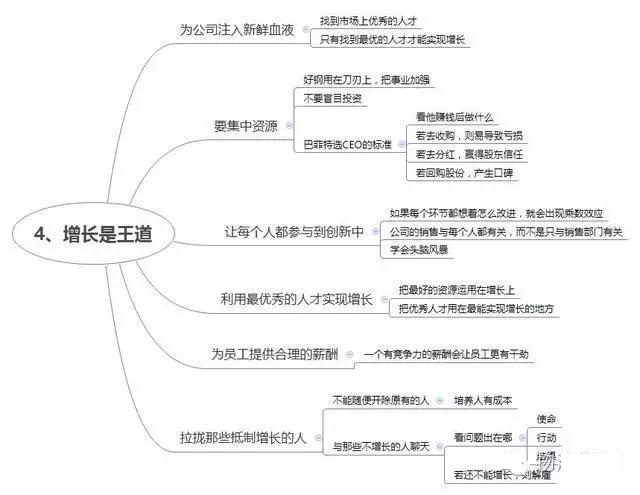 4、增长是王道
为公司注入新鲜血液
找到市场上优秀的人才
只有找到最优的人才才能实现增长
要集中资源
好钢用在刀刃上，把事业加强
不要盲目投资
巴菲特选CEO的标准
看他赚钱后做什么
若去收购，则易导致亏损
若去分红，赢得股东信任
若回购股份，产生口碑
让每个人都参与到创新中
如果每个环节都想着怎么改进，就会出现乘数效应
公司的销售与每个人都有关，而不是只与销售部门有关
学会头脑风暴
利用最优秀的人才实现增长
把最好的资源运用在增长上
把优秀人才用在最能实现增长的地方
为员工提供合理的薪酬
一个有竞争力的薪酬会让员工更有干劲
拉拢那些抵制增长的人
不能随便开除原有的人
培养人有成本
与那些不增长的人聊天
看问题出在哪
使命
行动
若还不能增长，则解雇